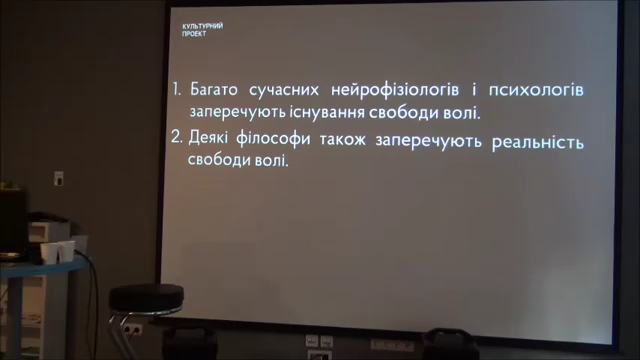 КУЛЬТУРНИЙ
ПРОЕКТ
1. Багато сучасних нейрофізіологів і психологів
заперечують існування свободи волі.
2. Деякі філософи також заперечують реальність
свободи волі.